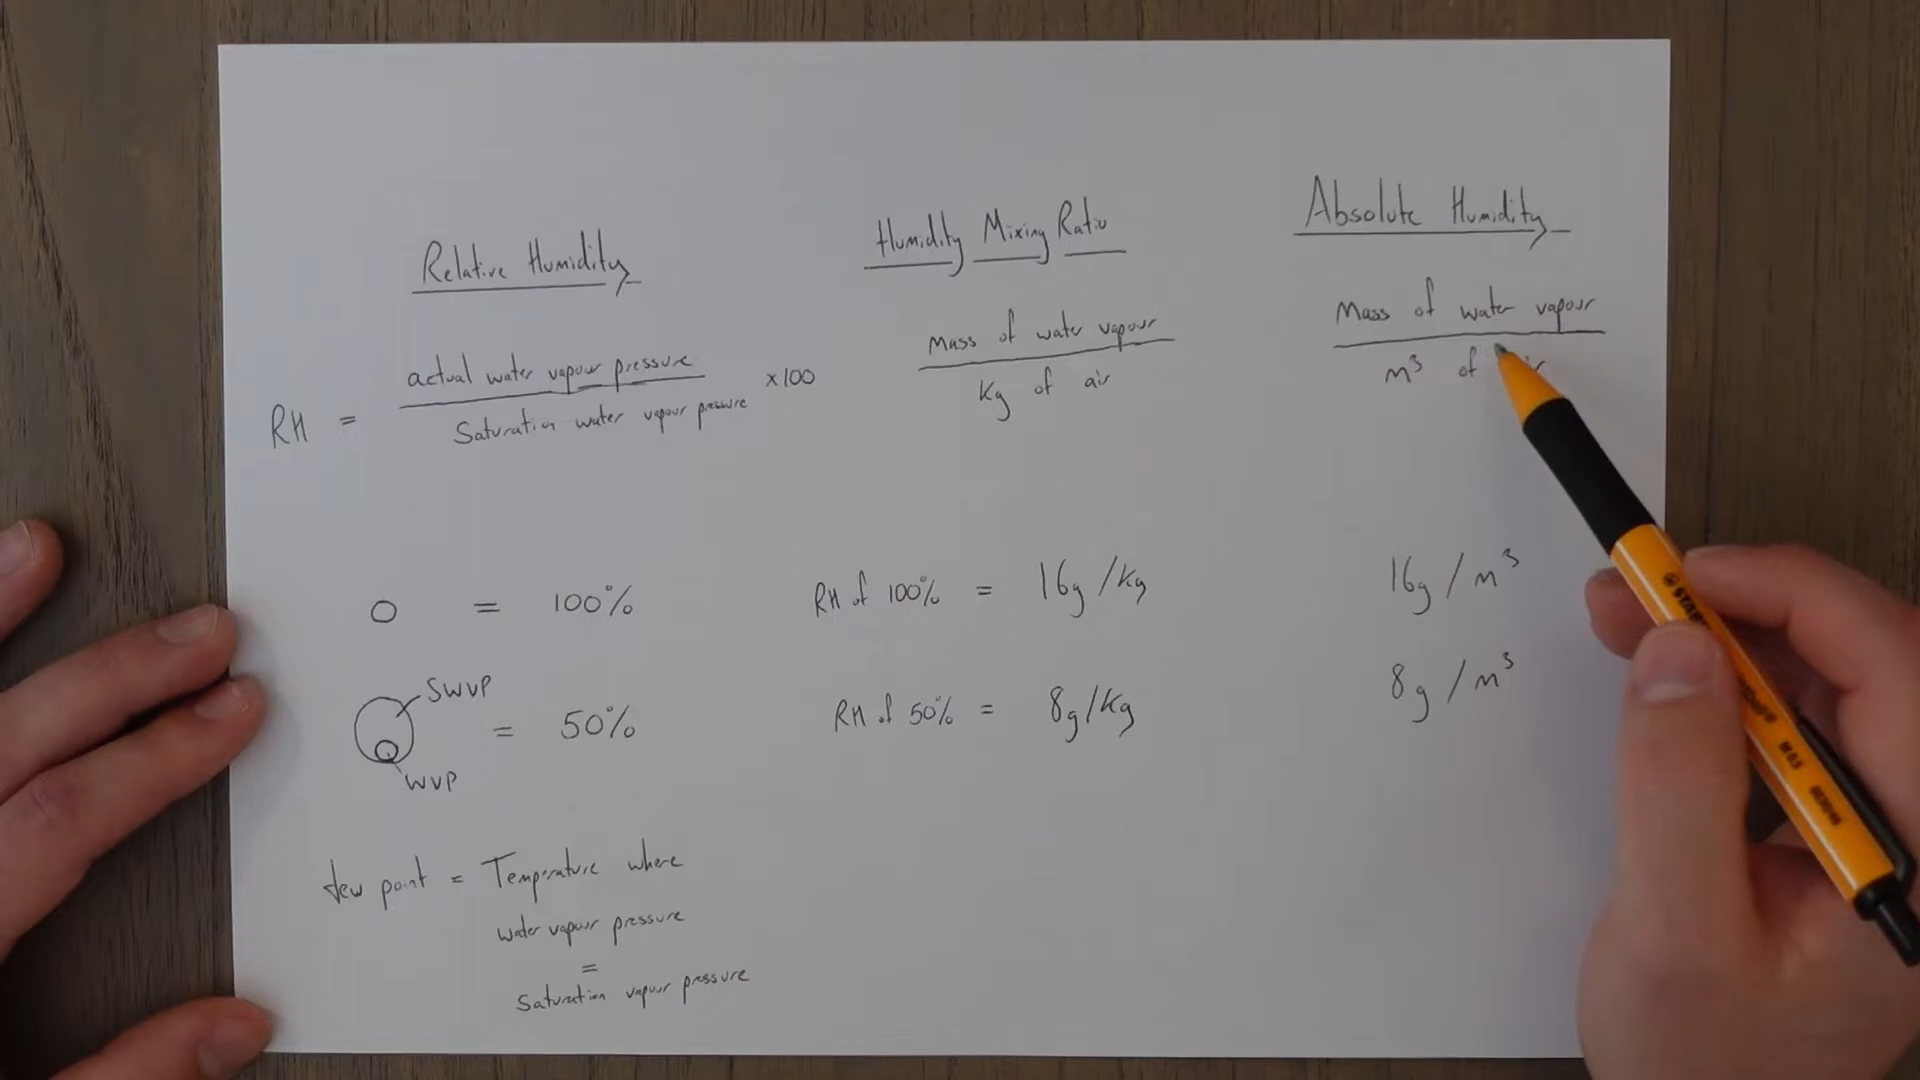 Relative Humidity
RH = actual water vapour pressure x100
Saturation water vapour pressure
O = 100%
SWVP
= 50%
WVP
dew point = Temperature where
water vapour pressure
=
Saturation vapour pressure
Humidity Mixing Ratio
Mass of water vapour
Kg of air
RH of 100% = 16g/kg
RH of 50% = 8g/kg
Absolute Humidity
Mass of water vapour
m³ of
16g/m³
8g/m³